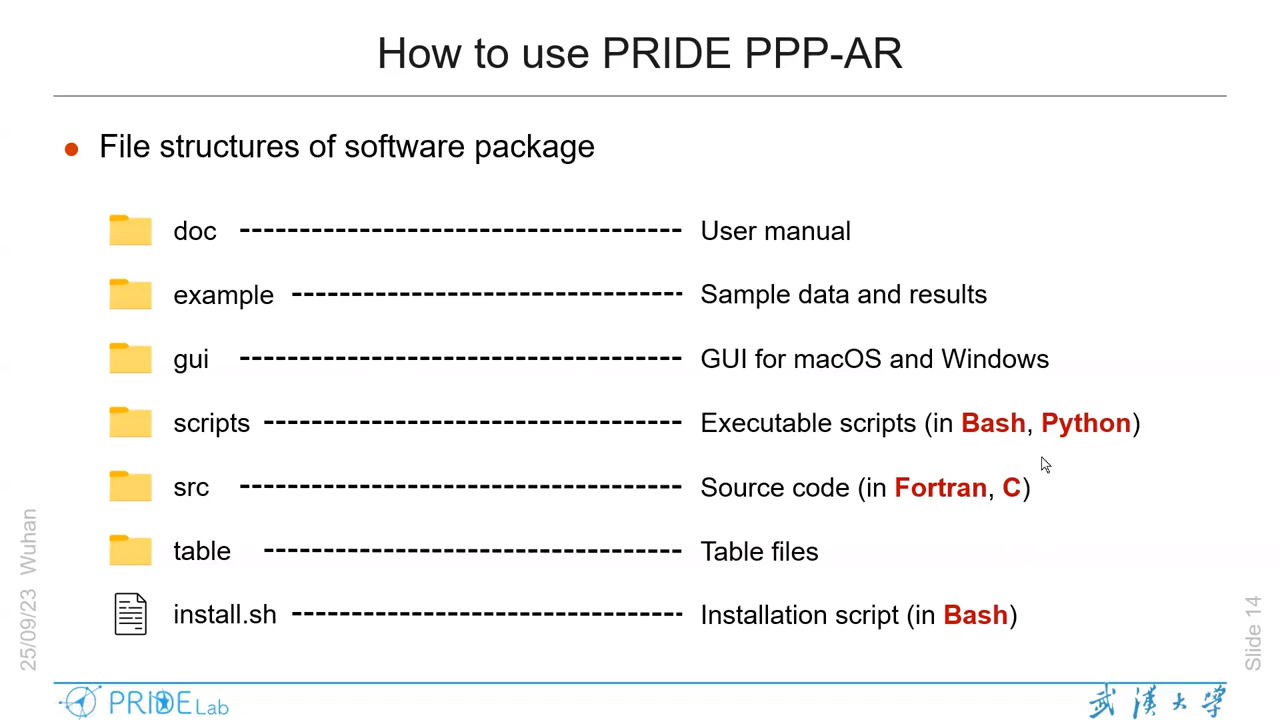 How to use PRIDE PPP-AR
File structures of software package
doc ------------------------------------- User manual
example --------------------------------- Sample data and results
gui ------------------------------------- GUI for macOS and Windows
scripts ----------------------------------- Executable scripts (in Bash, Python)
src ------------------------------------- Source code (in Fortran, C)
table ----------------------------------- Table files
install.sh --------------------------------- Installation script (in Bash)
25/09/23 Wuhan
Slide 14
PRIDE Lab
武漢大学